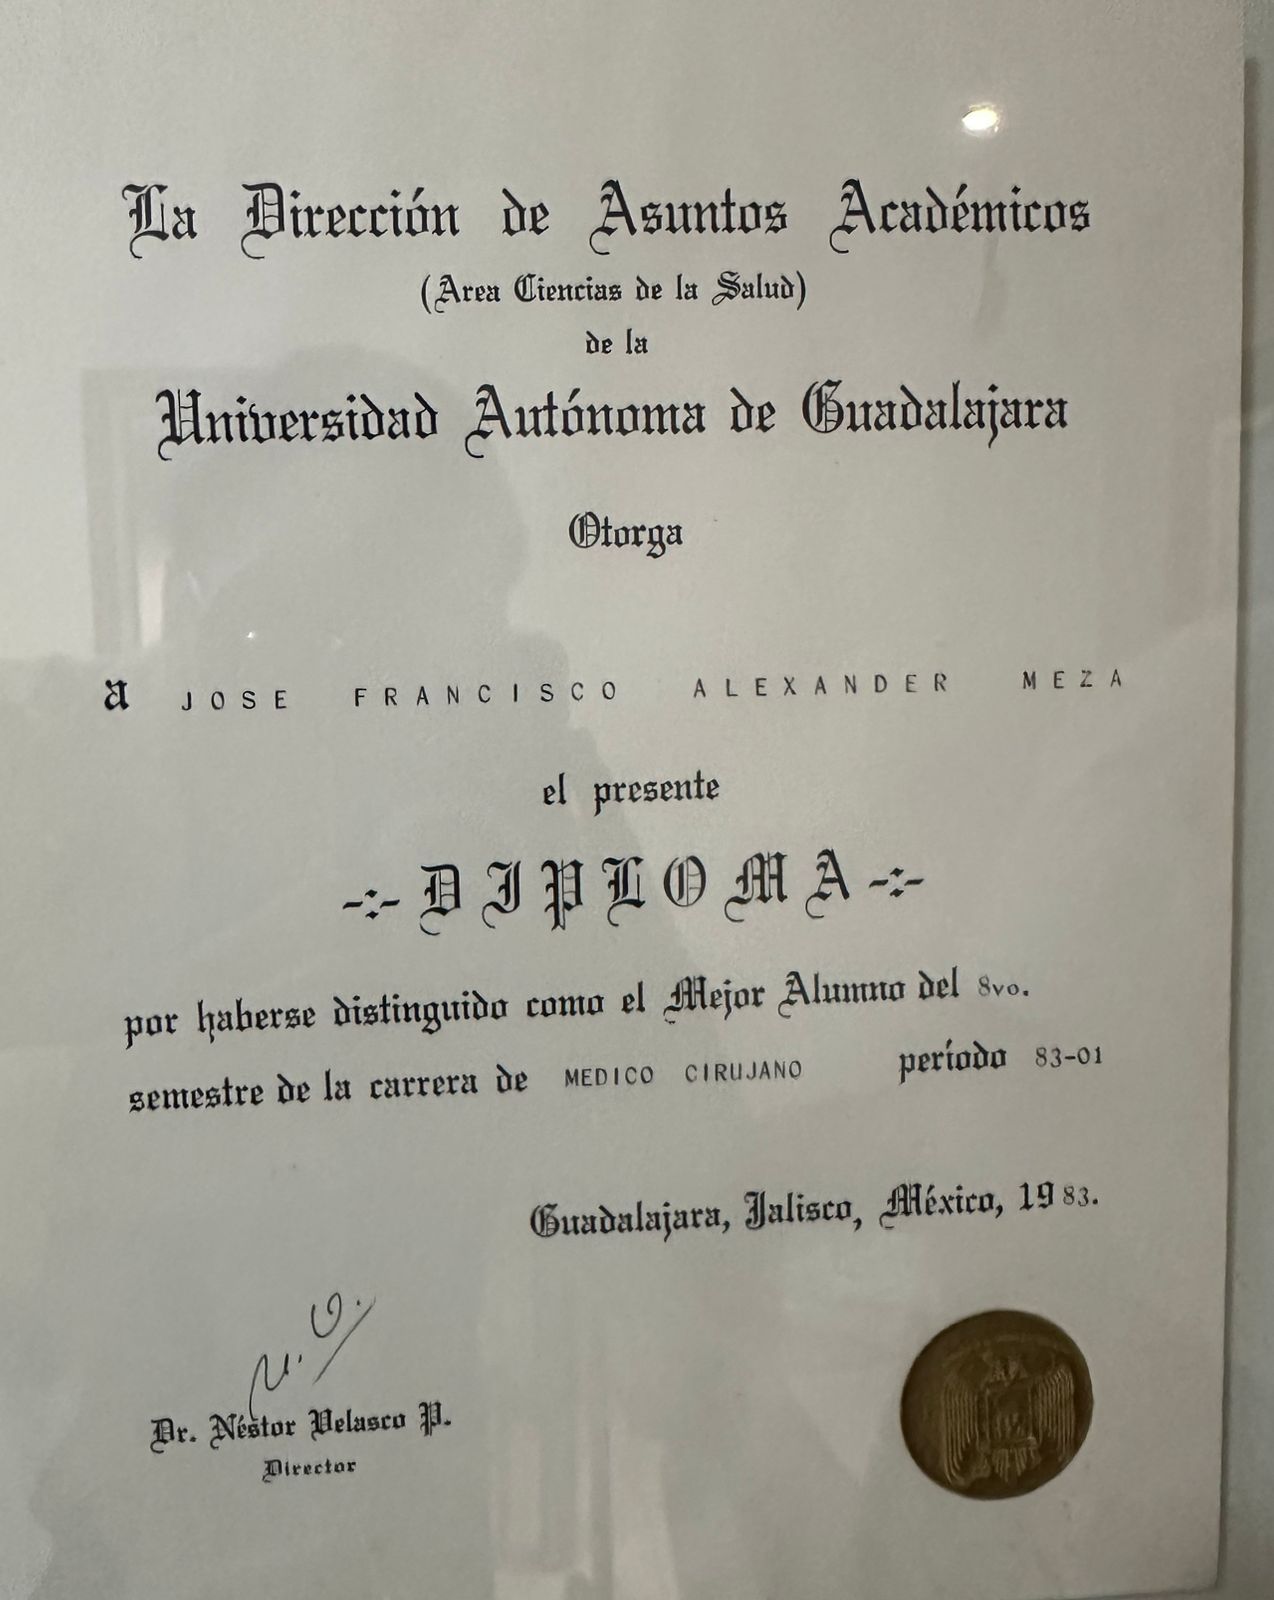 La Dirección de Asuntos Académicos
(Area Ciencias de la Salud)
de la
Universidad Autónoma de Guadalajara
Otorga
a JOSE FRANCISCO ALEXANDER MEZA
el presente
-:- DIPLOMA -:-
por haberse distinguido como el Mejor Alumno del 8vo.
semestre de la carrera de MEDICO CIRUJANO período 83-01
Guadalajara, Jalisco, México, 1983.
Dr. Néstor Velasco P.
Director